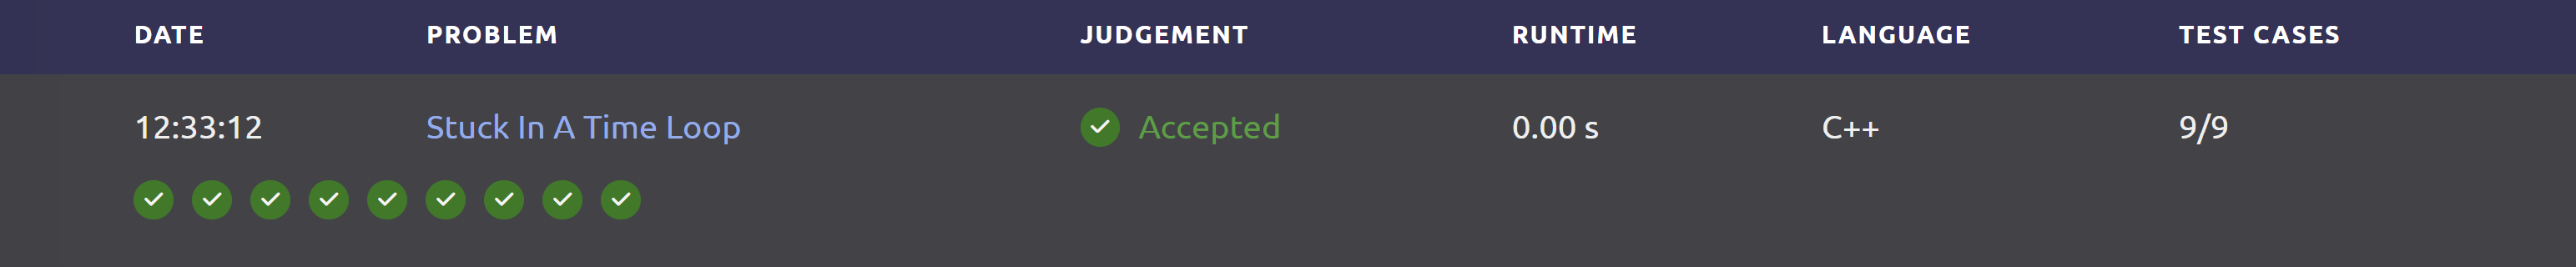 DATE PROBLEM JUDGEMENT RUNTIME LANGUAGE TEST CASES
12:33:12 Stuck In A Time Loop Accepted 0.00 s C++ 9/9